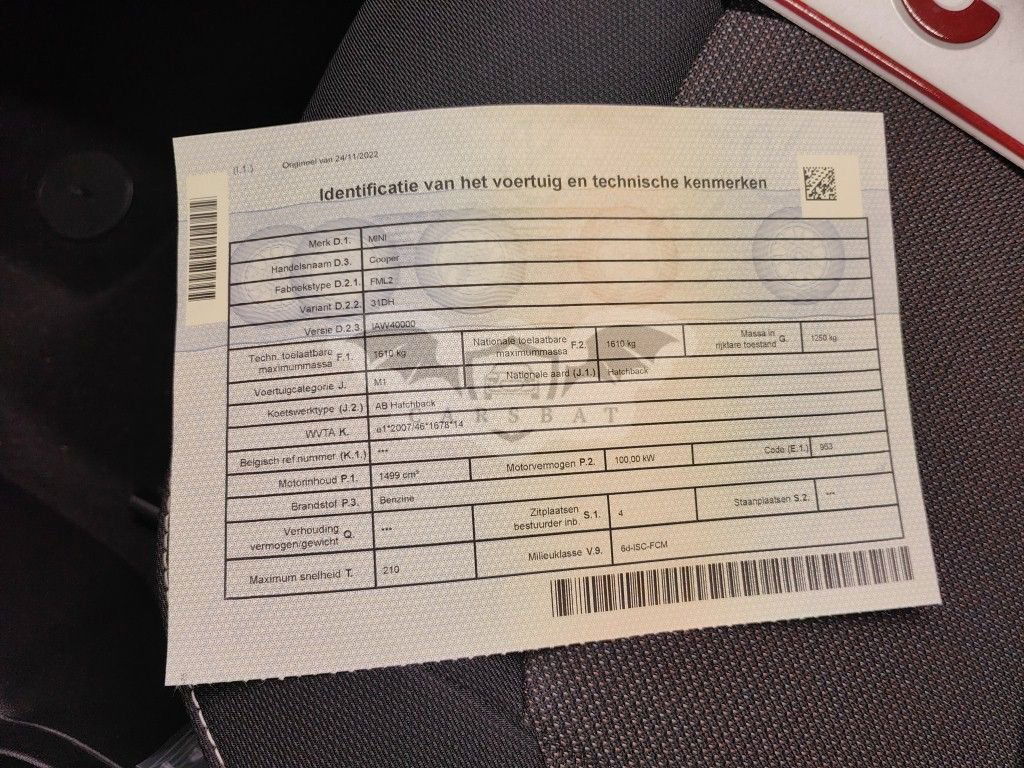 (I.1.) Origineel van 24/11/2022
Identificatie van het voertuig en technische kenmerken
Merk D.1. MINI
Handelsnaam D.3. Cooper
Fabriekstype D.2.1. FML2
Variant D.2.2. 31DH
Versie D.2.3. IAW40000
Techn. toelaatbare maximummassa F.1. 1610 kg Nationale toelaatbare maximummassa F.2. 1610 kg Massa in rijklare toestand G. 1250 kg
Voertuigcategorie J. M1 Nationale aard (J.1.) Hatchback
Koetswerktype (J.2.) AB Hatchback
CARSBAT
WVTA K. e1*2007/46*1678*14
Belgisch ref.nummer (K.1.) ***
Motorinhoud P.1. 1499 cm³ Motorvermogen P.2. 100.00 kW Code (E.1.) 963
Brandstof P.3. Benzine
Verhouding vermogen/gewicht Q. *** Zitplaatsen bestuurder inb. S.1. 4 Staanplaatsen S.2. ***
Maximum snelheid T. 210 Milieuklasse V.9. 6d-ISC-FCM